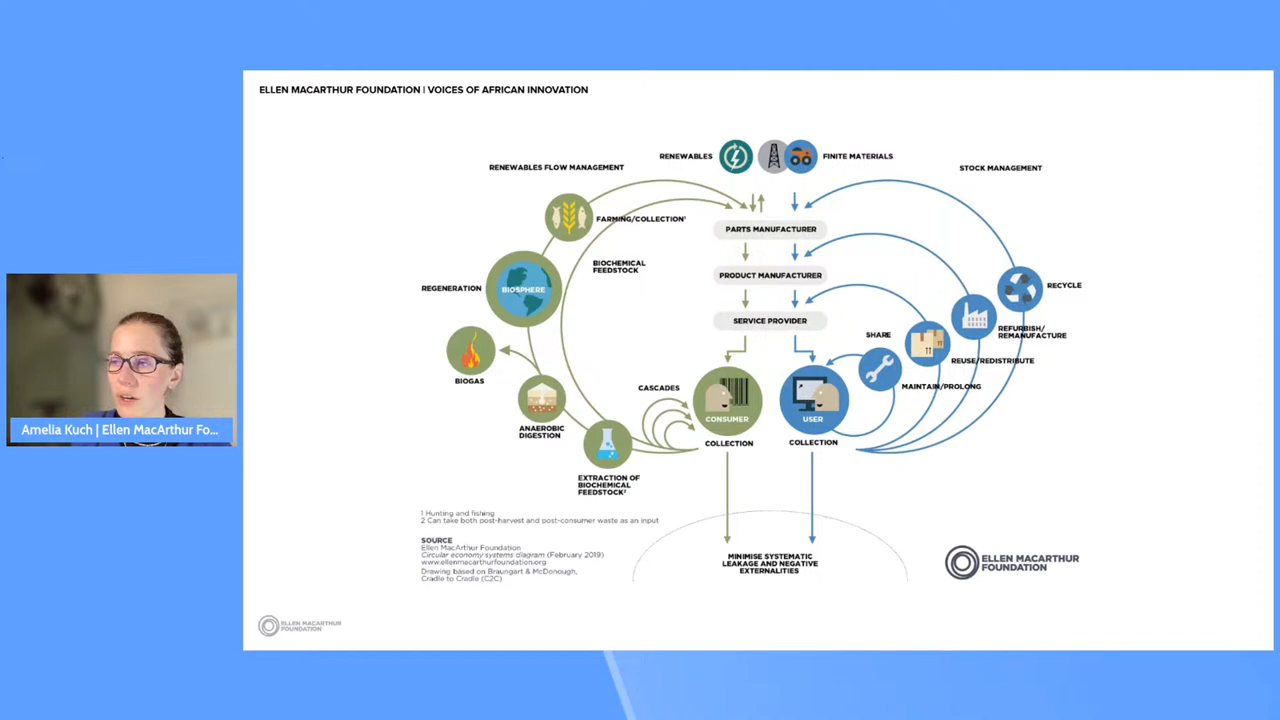 ELLEN MACARTHUR FOUNDATION | VOICES OF AFRICAN INNOVATION
RENEWABLES
FINITE MATERIALS
RENEWABLES FLOW MANAGEMENT
STOCK MANAGEMENT
FARMING/COLLECTION¹
PARTS MANUFACTURER
BIOCHEMICAL
FEEDSTOCK
PRODUCT MANUFACTURER
REGENERATION
BIOSPHERE
RECYCLE
SERVICE PROVIDER
SHARE
REFURBISH/
REMANUFACTURE
REUSE/REDISTRIBUTE
BIOGAS
CASCADES
MAINTAIN/PROLONG
CONSUMER
USER
ANAEROBIC
DIGESTION
COLLECTION
COLLECTION
EXTRACTION OF
BIOCHEMICAL
FEEDSTOCK²
1 Hunting and fishing
2 Can take both post-harvest and post-consumer waste as an input
SOURCE
Ellen MacArthur Foundation
Circular economy systems diagram (February 2019)
www.ellenmacarthurfoundation.org
Drawing based on Braungart & McDonough,
Cradle to Cradle (C2C)
MINIMISE SYSTEMATIC
LEAKAGE AND NEGATIVE
EXTERNALITIES
ELLEN MACARTHUR
FOUNDATION
ELLEN MACARTHUR
FOUNDATION
Amelia Kuch | Ellen MacArthur Fo...